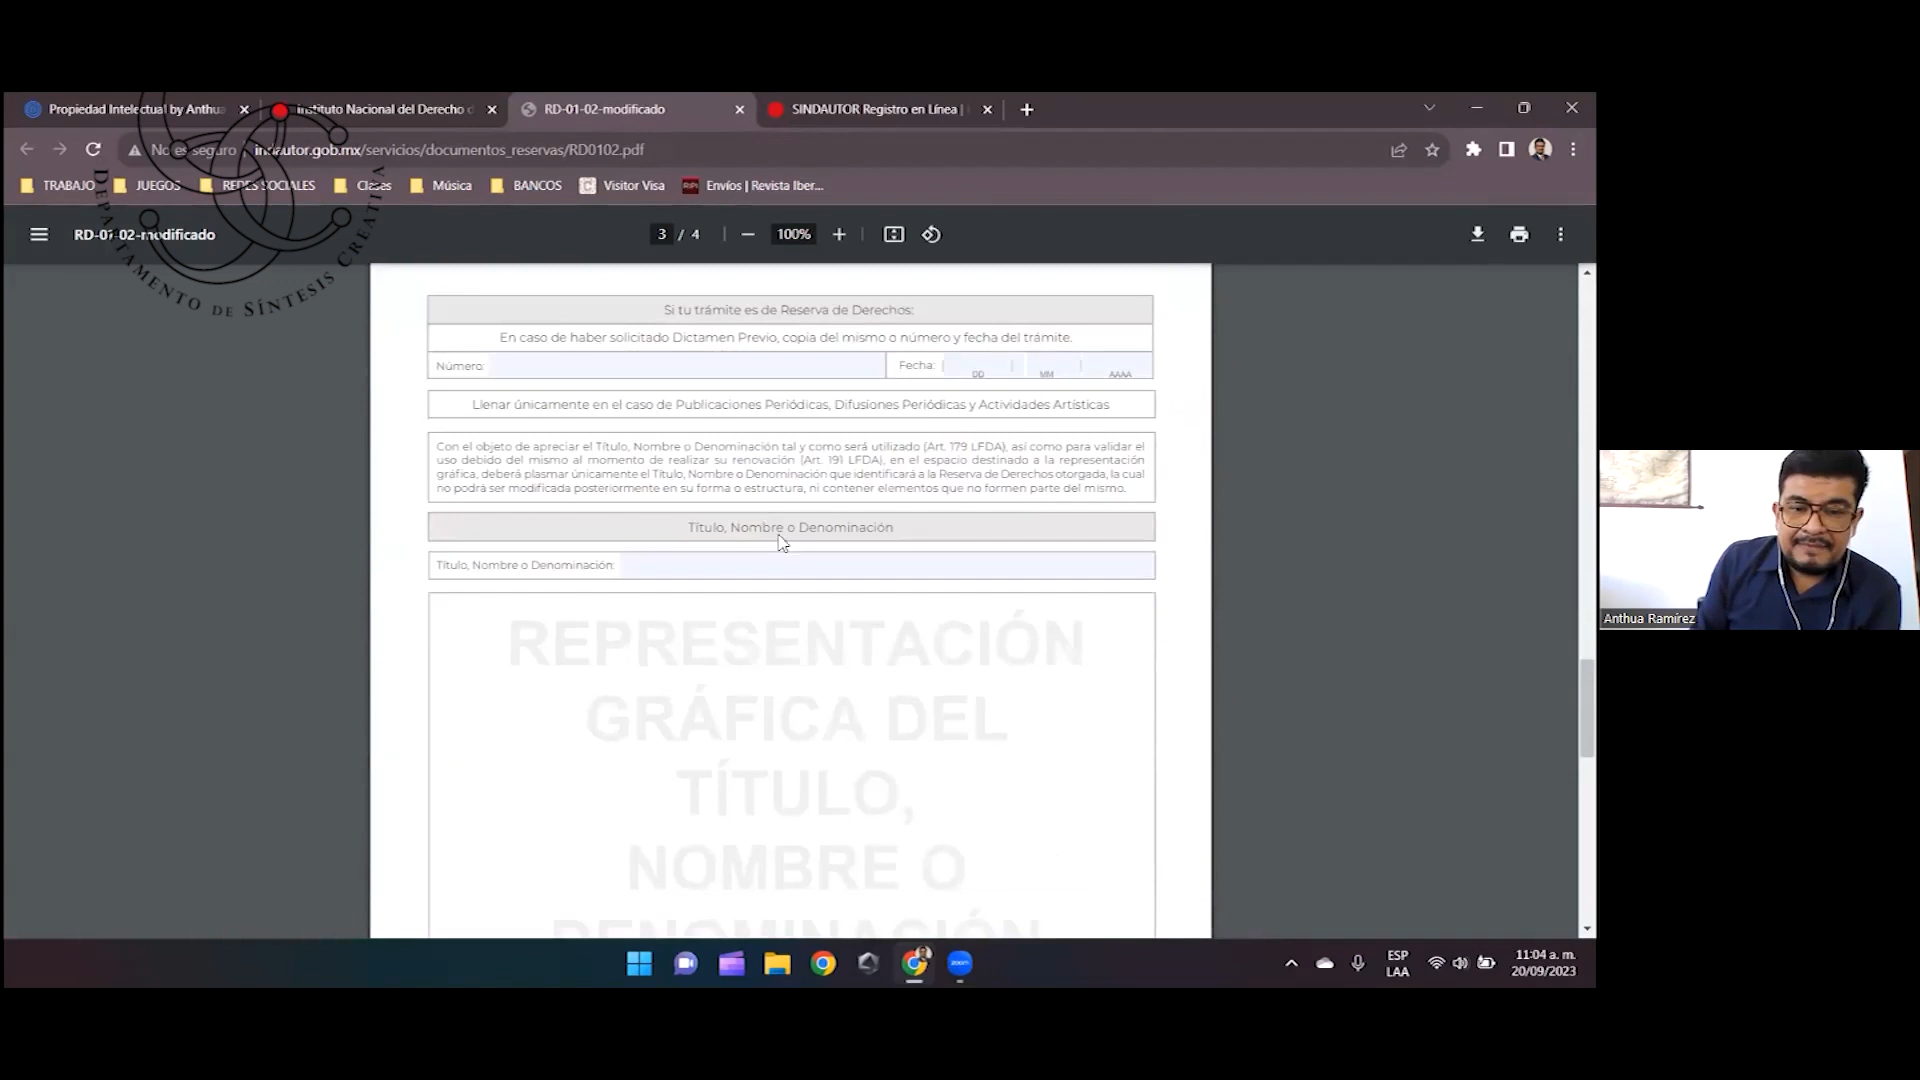 Propiedad Intelectual by Anthua
Instituto Nacional del Derecho d
RD-01-02-modificado
SINDAUTOR Registro en Línea |
No es seguro
indautor.gob.mx/servicios/documentos_reservas/RD0102.pdf
TRABAJO
JUEGOS
REDES SOCIALES
Clases
Música
BANCOS
Visitor Visa
Envíos | Revista Iber...
RD-01-02-modificado
3 / 4
100%
DEPARTAMENTO DE SÍNTESIS CREATIVA
Si tu trámite es de Reserva de Derechos:
En caso de haber solicitado Dictamen Previo, copia del mismo o número y fecha del trámite.
Número:
Fecha:
DD
MM
AAAA
Llenar únicamente en el caso de Publicaciones Periódicas, Difusiones Periódicas y Actividades Artísticas
Con el objeto de apreciar el Título, Nombre o Denominación tal y como será utilizado (Art. 179 LFDA), así como para validar el
uso debido del mismo al momento de realizar su renovación (Art. 191 LFDA), en el espacio destinado a la representación
gráfica, deberá plasmar únicamente el Título, Nombre o Denominación que identificará a la Reserva de Derechos otorgada, la cual
no podrá ser modificada posteriormente en su forma o estructura, ni contener elementos que no formen parte del mismo.
Título, Nombre o Denominación
Título, Nombre o Denominación:
REPRESENTACIÓN
GRÁFICA DEL
TÍTULO,
NOMBRE O
DENOMINACIÓN
Anthua Ramírez
zoom
ESP
LAA
11:04 a. m.
20/09/2023